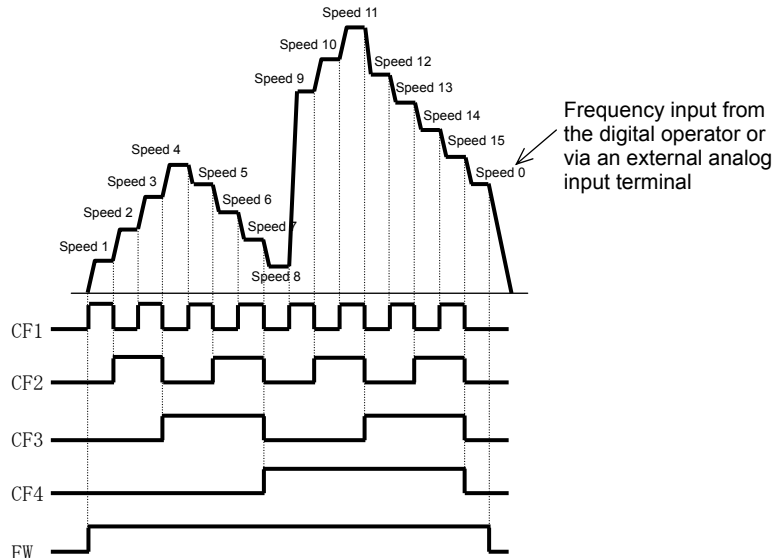 Speed 11
Speed 10
Speed 12
Speed 9
Speed 13
Speed 14
Speed 15
Speed 0
Speed 4
Speed 5
Speed 3
Speed 6
Speed 2
Speed 7
Speed 1
Speed 8
Frequency input from
the digital operator or
via an external analog
input terminal
CF1
CF2
CF3
CF4
FW